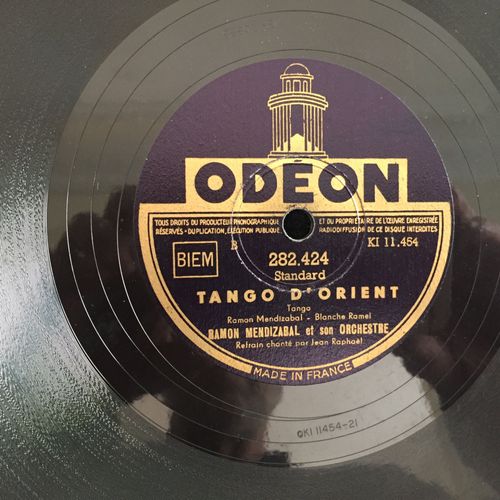 ODÉON
TOUS DROITS DU PRODUCTEUR PHONOGRAPHIQUE ET DU PROPRIÉTAIRE DE L'ŒUVRE ENREGISTRÉE
RÉSERVÉS • DUPLICATION, EXÉCUTION PUBLIQUE, RADIODIFFUSION DE CE DISQUE INTERDITES
B KI 11.454
BIEM 282.424
Standard
TANGO D'ORIENT
Tango
Ramon Mendizabal - Blanche Ramel
RAMON MENDIZABAL et son ORCHESTRE
Refrain chanté par Jean Raphaël
MADE IN FRANCE
OKI 11454-21